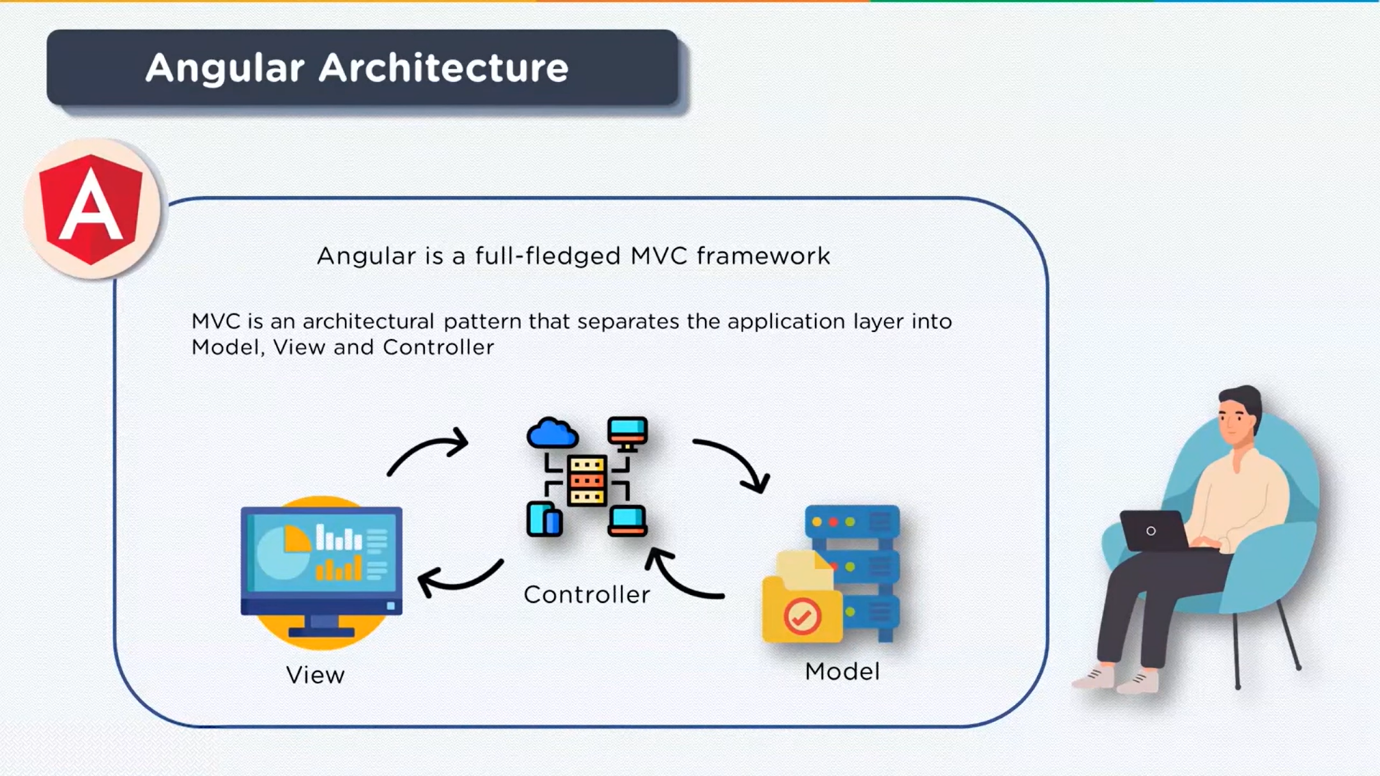 Angular Architecture
A
Angular is a full-fledged MVC framework
MVC is an architectural pattern that separates the application layer into
Model, View and Controller
Controller
View
Model